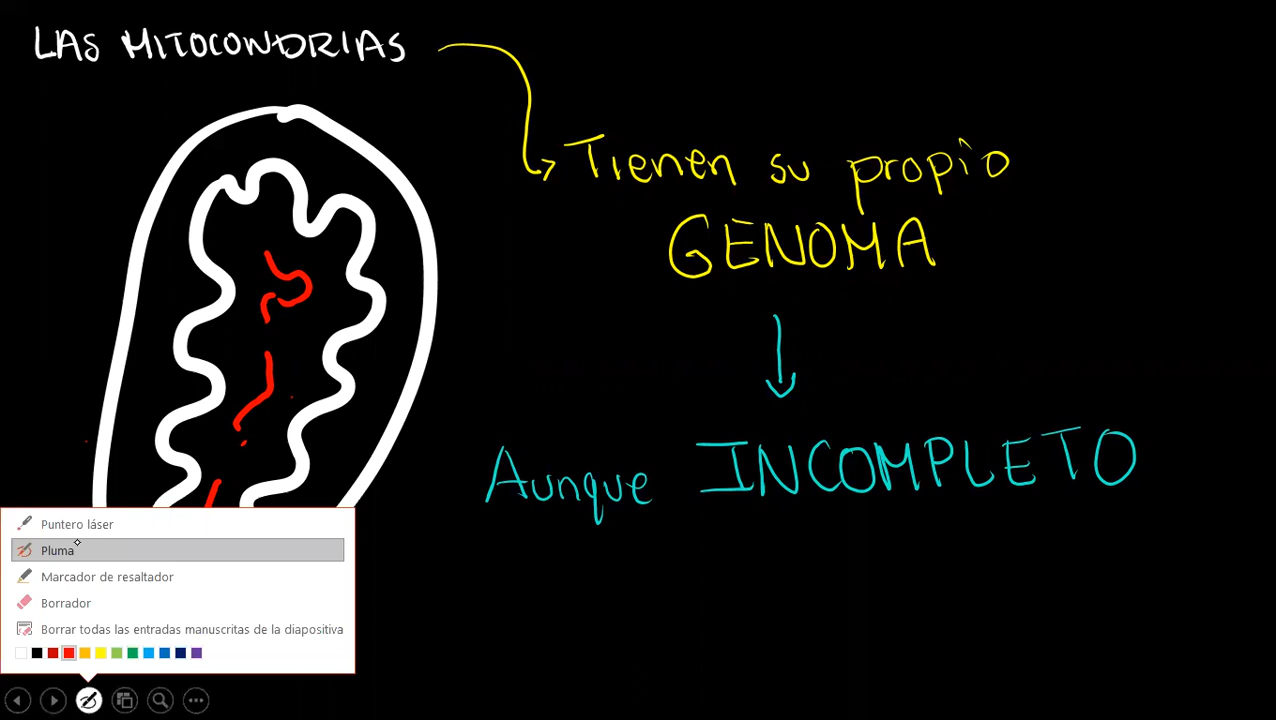 LAS MITOCONDRIAS
Tienen su propio
GENOMA
Aunque INCOMPLETO
Puntero láser
Pluma
Marcador de resaltador
Borrador
Borrar todas las entradas manuscritas de la diapositiva